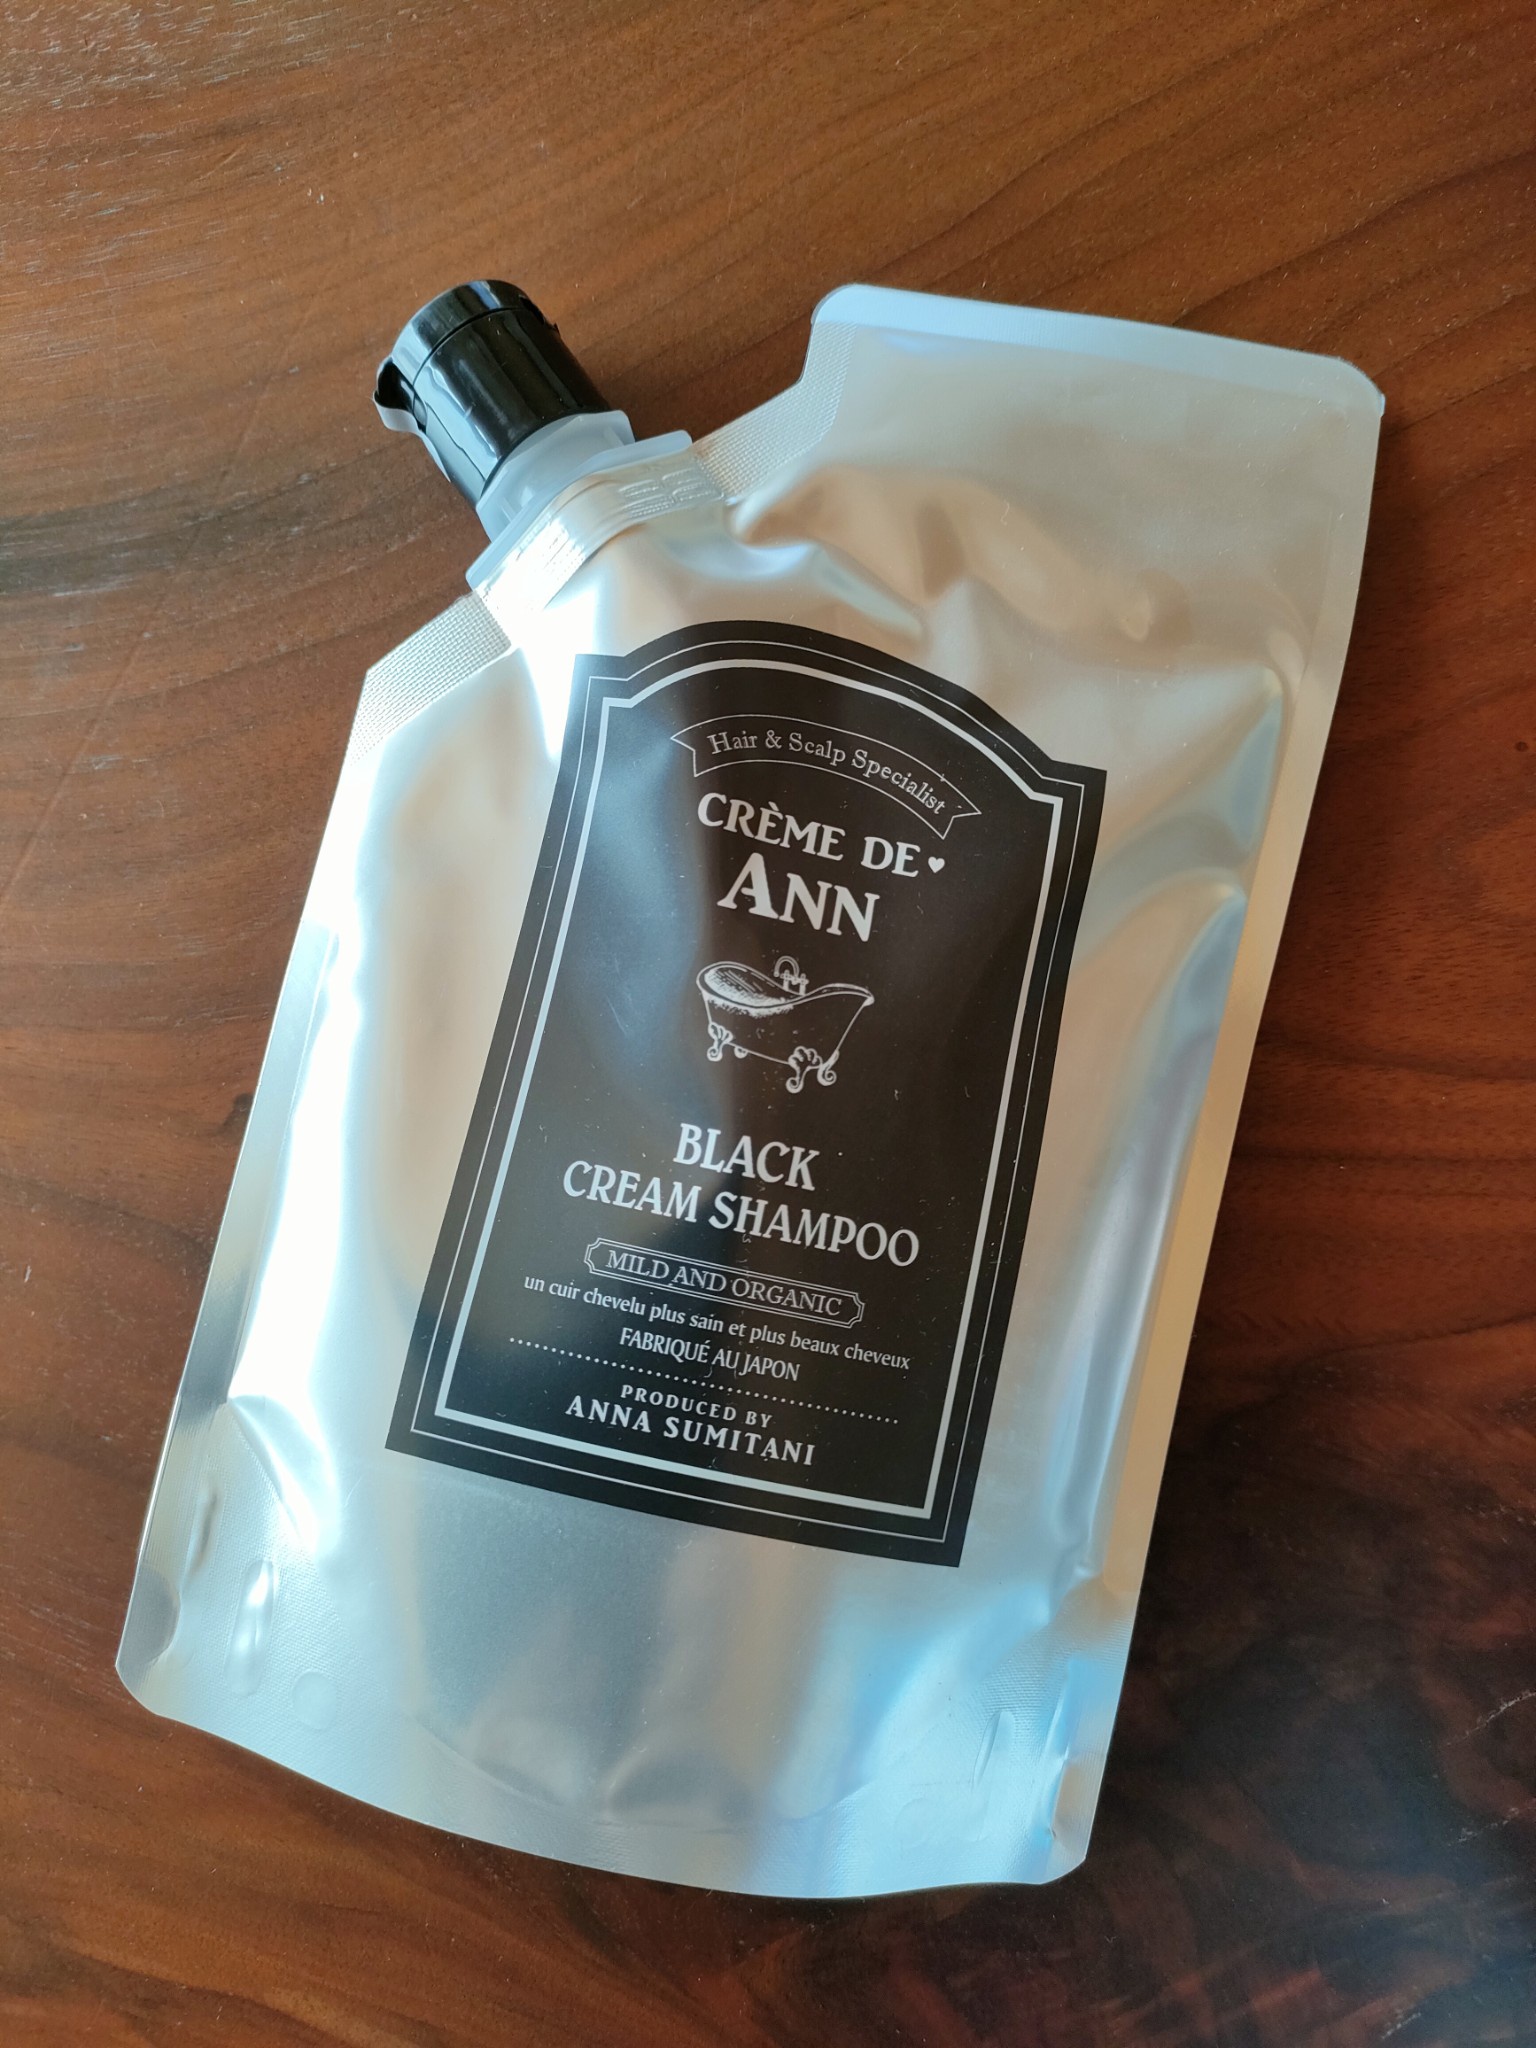 Hair & Scalp Specialist
CRÈME DE♥
ANN
BLACK
CREAM SHAMPOO
MILD AND ORGANIC
un cuir chevelu plus sain et plus beaux cheveux
FABRIQUÉ AU JAPON
PRODUCED BY
ANNA SUMITANI